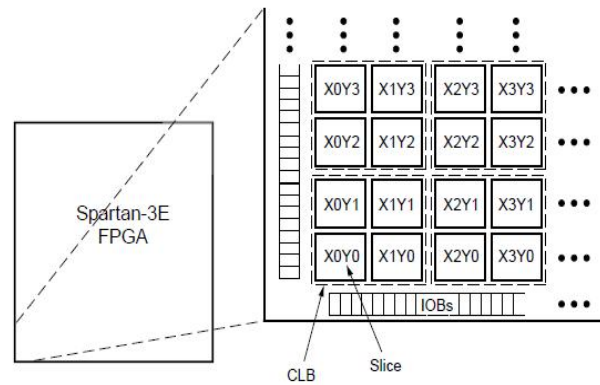 X0Y3 X1Y3 X2Y3 X3Y3
X0Y2 X1Y2 X2Y2 X3Y2
Spartan-3E
FPGA
X0Y1 X1Y1 X2Y1 X3Y1
X0Y0 X1Y0 X2Y0 X3Y0
IOBs
CLB
Slice